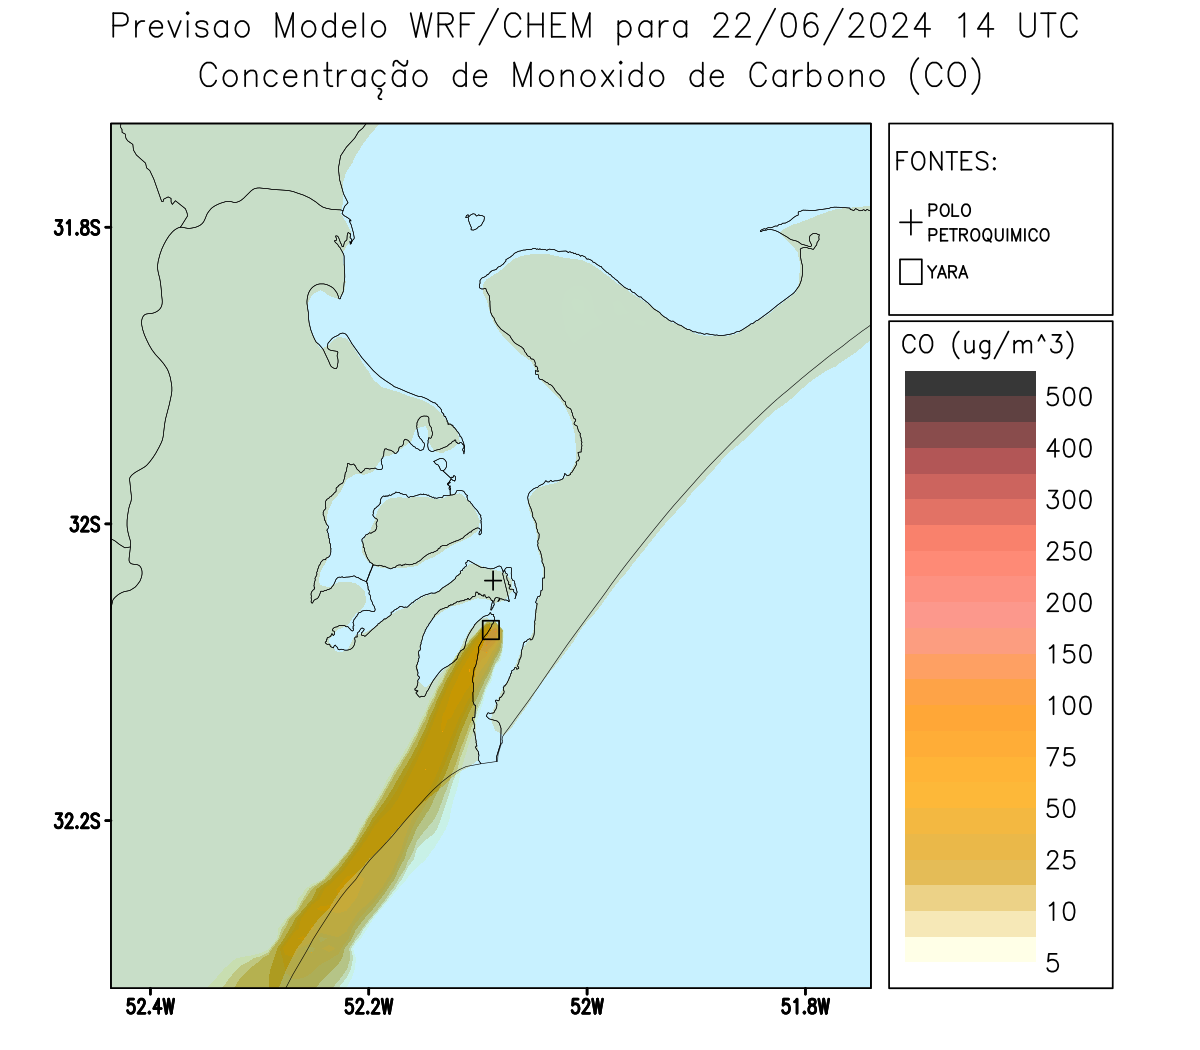 Previsao Modelo WRF/CHEM para 22/06/2024 14 UTC
Concentração de Monoxido de Carbono (CO)
FONTES:
POLO
PETROQUIMICO
YARA
CO (ug/m^3)
500
400
300
250
200
150
100
75
50
25
10
5
31.8S
32S
32.2S
52.4W
52.2W
52W
51.8W